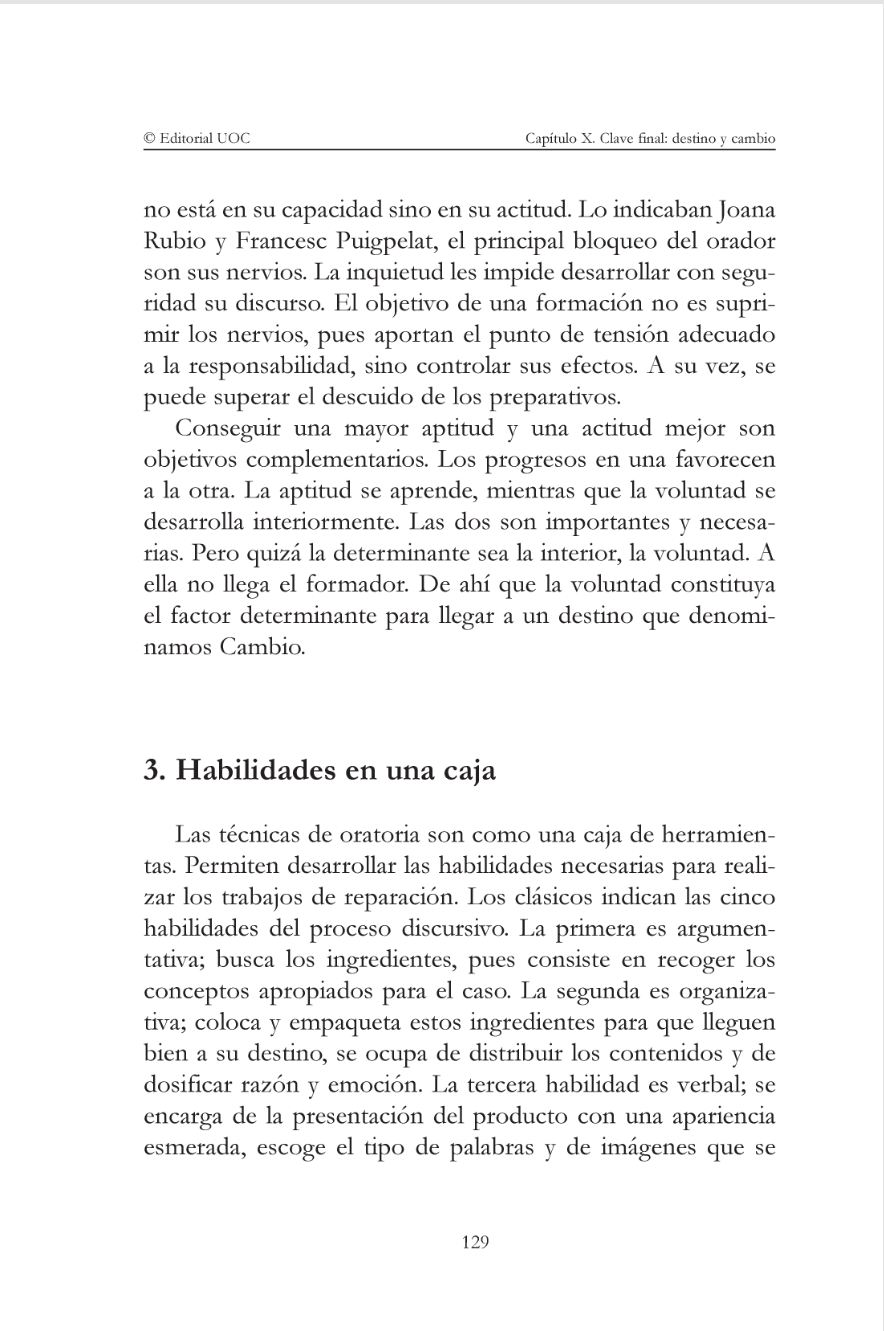 © Editorial UOC
Capítulo X. Clave final: destino y cambio
no está en su capacidad sino en su actitud. Lo indicaban Joana
Rubio y Francesc Puigpelat, el principal bloqueo del orador
son sus nervios. La inquietud les impide desarrollar con segu-
ridad su discurso. El objetivo de una formación no es supri-
mir los nervios, pues aportan el punto de tensión adecuado
a la responsabilidad, sino controlar sus efectos. A su vez, se
puede superar el descuido de los preparativos.
Conseguir una mayor aptitud y una actitud mejor son
objetivos complementarios. Los progresos en una favorecen
a la otra. La aptitud se aprende, mientras que la voluntad se
desarrolla interiormente. Las dos son importantes y necesa-
rias. Pero quizá la determinante sea la interior, la voluntad. A
ella no llega el formador. De ahí que la voluntad constituya
el factor determinante para llegar a un destino que denomi-
namos Cambio.
3. Habilidades en una caja
Las técnicas de oratoria son como una caja de herramien-
tas. Permiten desarrollar las habilidades necesarias para reali-
zar los trabajos de reparación. Los clásicos indican las cinco
habilidades del proceso discursivo. La primera es argumen-
tativa; busca los ingredientes, pues consiste en recoger los
conceptos apropiados para el caso. La segunda es organiza-
tiva; coloca y empaqueta estos ingredientes para que lleguen
bien a su destino, se ocupa de distribuir los contenidos y de
dosificar razón y emoción. La tercera habilidad es verbal; se
encarga de la presentación del producto con una apariencia
esmerada, escoge el tipo de palabras y de imágenes que se
129